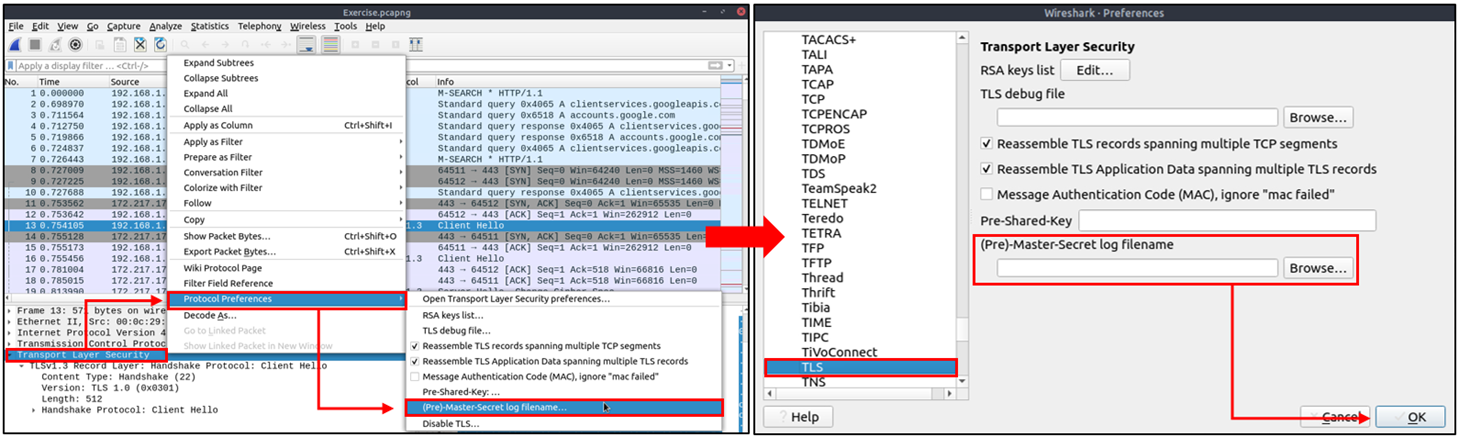 Exercise.pcapng
File Edit View Go Capture Analyze Statistics Telephony Wireless Tools Help
Apply a display filter ... <Ctrl-/>
No. Time Source col Info
1 0.000000 192.168.1. M-SEARCH * HTTP/1.1
2 0.698970 192.168.1. Standard query 0x4065 A clientservices.googleapis.c
3 0.711564 192.168.1. Standard query 0x6518 A accounts.google.com
4 0.712750 192.168.1. Standard query response 0x4065 A clientservices.goo
5 0.719866 192.168.1. Standard query response 0x6518 A accounts.google.co
6 0.724837 192.168.1. Standard query 0x4065 A clientservices.googleapis.c
7 0.726443 192.168.1. M-SEARCH * HTTP/1.1
8 0.727009 192.168.1. 64511 → 443 [SYN] Seq=0 Win=64240 Len=0 MSS=1460 WS
9 0.727225 192.168.1. 64512 → 443 [SYN] Seq=0 Win=64240 Len=0 MSS=1460 WS
10 0.727688 192.168.1. Standard query response 0x4065 A clientservices.goo
11 0.753562 172.217.17 443 → 64512 [SYN, ACK] Seq=0 Ack=1 Win=65535 Len=0
12 0.753642 192.168.1. 64512 → 443 [ACK] Seq=1 Ack=1 Win=262912 Len=0
13 0.754105 192.168.1. 1.3 Client Hello
14 0.755128 172.217.17 443 → 64511 [SYN, ACK] Seq=0 Ack=1 Win=65535 Len=0
15 0.755173 192.168.1. 64511 → 443 [ACK] Seq=1 Ack=1 Win=262912 Len=0
16 0.755456 192.168.1. Client Hello
17 0.781004 172.217.17 443 → 64512 [ACK] Seq=1 Ack=518 Win=66816 Len=0
18 0.785015 172.217.17 443 → 64511 [ACK] Seq=1 Ack=518 Win=66816 Len=0
19 0.813990 172.217.17
Expand Subtrees
Collapse Subtrees
Expand All
Collapse All
Apply as Column Ctrl+Shift+I
Apply as Filter
Prepare as Filter
Conversation Filter
Colorize with Filter
Follow
Copy
Show Packet Bytes… Ctrl+Shift+O
Export Packet Bytes… Ctrl+Shift+X
Wiki Protocol Page
Filter Field Reference
Protocol Preferences
Decode As…
Go to Linked Packet
Show Linked Packet in New Window
Open Transport Layer Security preferences…
RSA keys list…
TLS debug file…
Reassemble TLS records spanning multiple TCP segments
Reassemble TLS Application Data spanning multiple TLS records
Message Authentication Code (MAC), ignore "mac failed"
Pre-Shared-Key: …
(Pre)-Master-Secret log filename…
Disable TLS…
Frame 13: 571 bytes on wire
Ethernet II, Src: 00:0c:29:
Internet Protocol Version 4
Transmission Control Protoc
Transport Layer Security
TLSv1.3 Record Layer: Handshake Protocol: Client Hello
Content Type: Handshake (22)
Version: TLS 1.0 (0x0301)
Length: 512
Handshake Protocol: Client Hello
Wireshark · Preferences
TACACS+
TALI
TAPA
TCAP
TCP
TCPENCAP
TCPROS
TDMoE
TDMoP
TDS
TeamSpeak2
TELNET
Teredo
TETRA
TFP
TFTP
Thread
Thrift
Tibia
TIME
TIPC
TiVoConnect
TLS
TNS
Transport Layer Security
RSA keys list Edit…
TLS debug file
Browse…
Reassemble TLS records spanning multiple TCP segments
Reassemble TLS Application Data spanning multiple TLS records
Message Authentication Code (MAC), ignore "mac failed"
Pre-Shared-Key
(Pre)-Master-Secret log filename
Browse…
Help Cancel OK